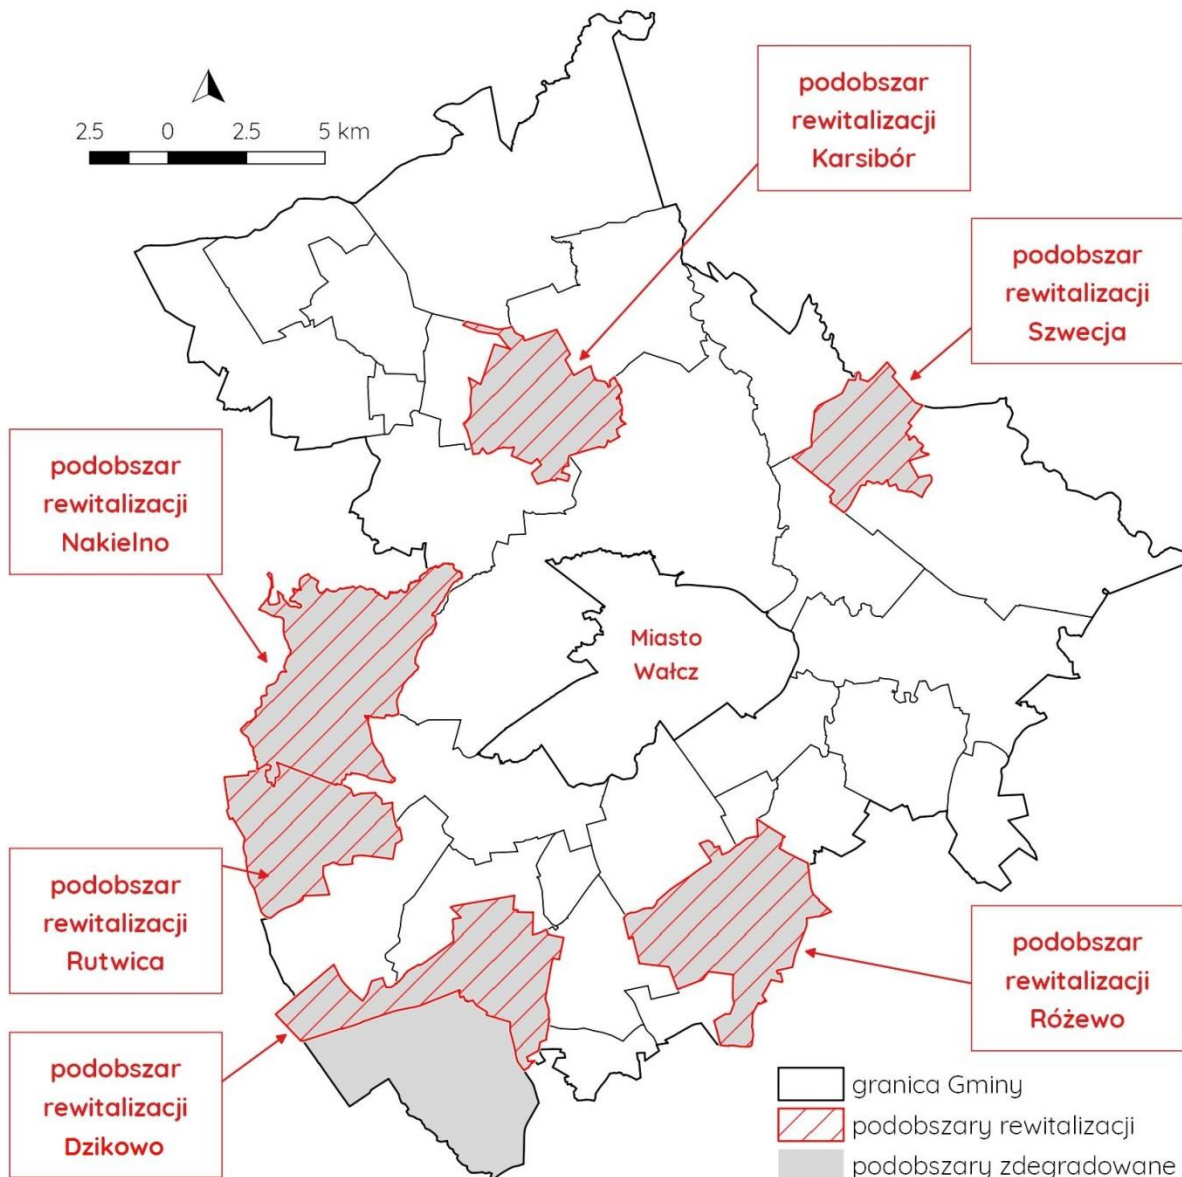 2.5 0 2.5 5 km
podobszar
rewitalizacji
Karsibór
podobszar
rewitalizacji
Szwecja
podobszar
rewitalizacji
Nakielno
Miasto
Wałcz
podobszar
rewitalizacji
Rutwica
podobszar
rewitalizacji
Różewo
podobszar
rewitalizacji
Dzikowo
granica Gminy
podobszary rewitalizacji
podobszary zdegradowane